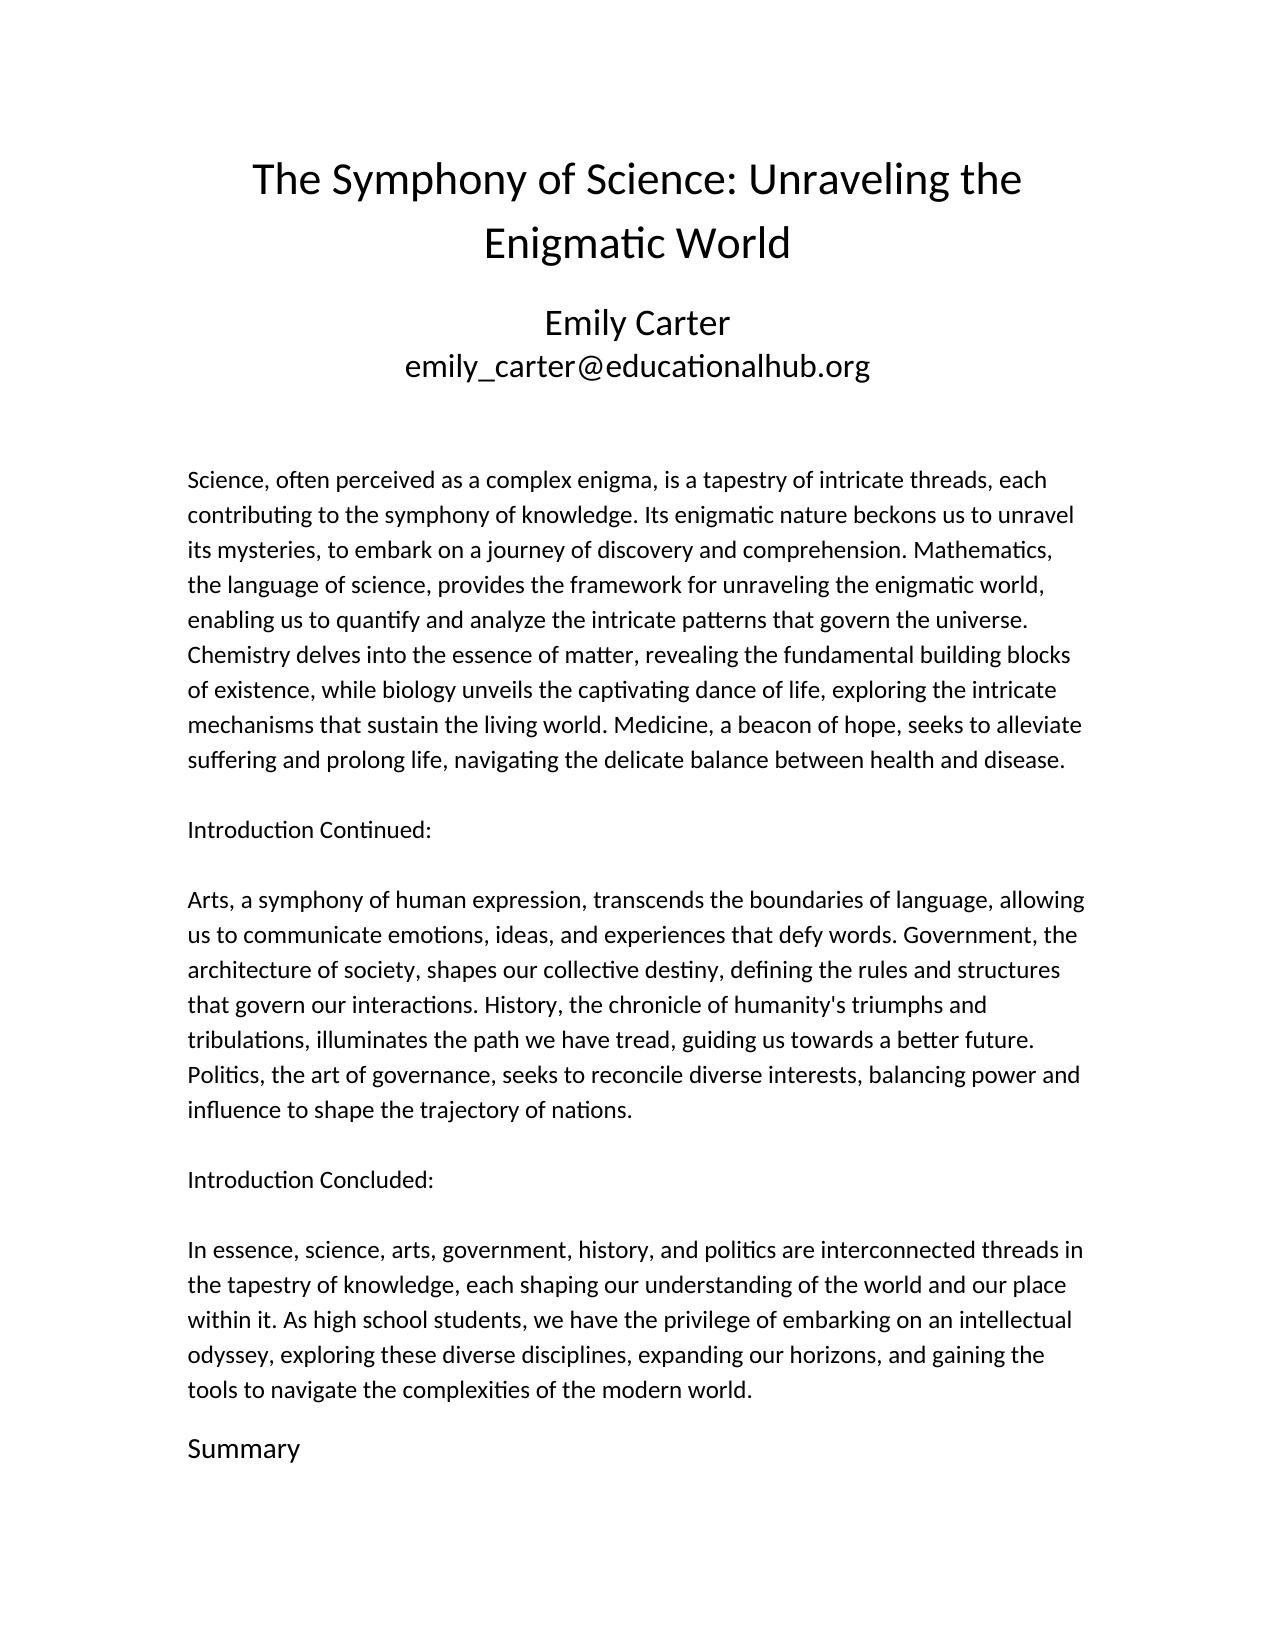 The Symphony of Science: Unraveling the
Enigmatic World
Emily Carter
emily_carter@educationalhub.org
Science, often perceived as a complex enigma, is a tapestry of intricate threads, each
contributing to the symphony of knowledge. Its enigmatic nature beckons us to unravel
its mysteries, to embark on a journey of discovery and comprehension. Mathematics,
the language of science, provides the framework for unraveling the enigmatic world,
enabling us to quantify and analyze the intricate patterns that govern the universe.
Chemistry delves into the essence of matter, revealing the fundamental building blocks
of existence, while biology unveils the captivating dance of life, exploring the intricate
mechanisms that sustain the living world. Medicine, a beacon of hope, seeks to alleviate
suffering and prolong life, navigating the delicate balance between health and disease.
Introduction Continued:
Arts, a symphony of human expression, transcends the boundaries of language, allowing
us to communicate emotions, ideas, and experiences that defy words. Government, the
architecture of society, shapes our collective destiny, defining the rules and structures
that govern our interactions. History, the chronicle of humanity's triumphs and
tribulations, illuminates the path we have tread, guiding us towards a better future.
Politics, the art of governance, seeks to reconcile diverse interests, balancing power and
influence to shape the trajectory of nations.
Introduction Concluded:
In essence, science, arts, government, history, and politics are interconnected threads in
the tapestry of knowledge, each shaping our understanding of the world and our place
within it. As high school students, we have the privilege of embarking on an intellectual
odyssey, exploring these diverse disciplines, expanding our horizons, and gaining the
tools to navigate the complexities of the modern world.
Summary